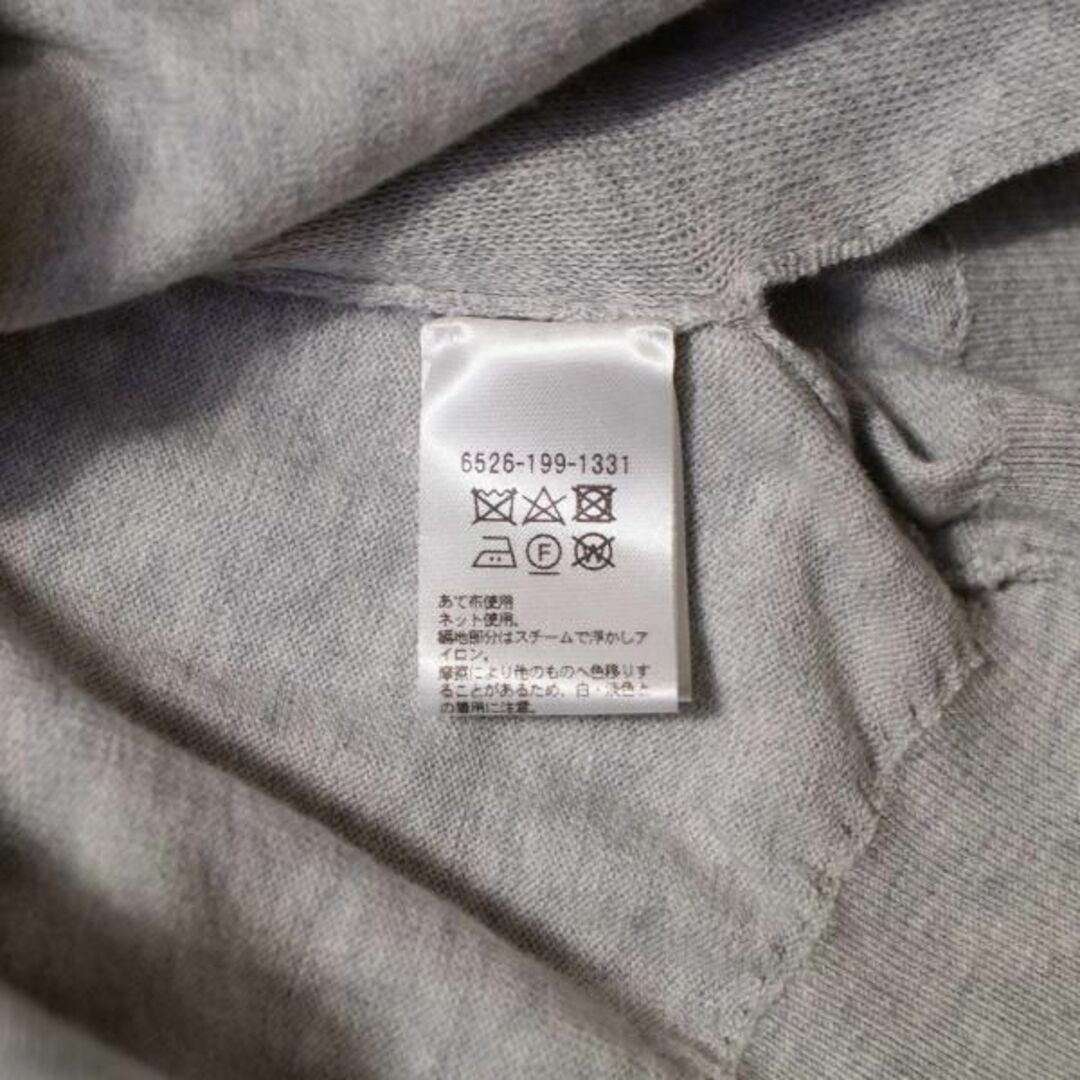 6526-199-1331
F W
あて布使用
ネット使用。
編地部分はスチームで浮かしア
イロン。
摩擦により他のものへ色移りす
ることがあるため、白・淡色と
の着用に注意。